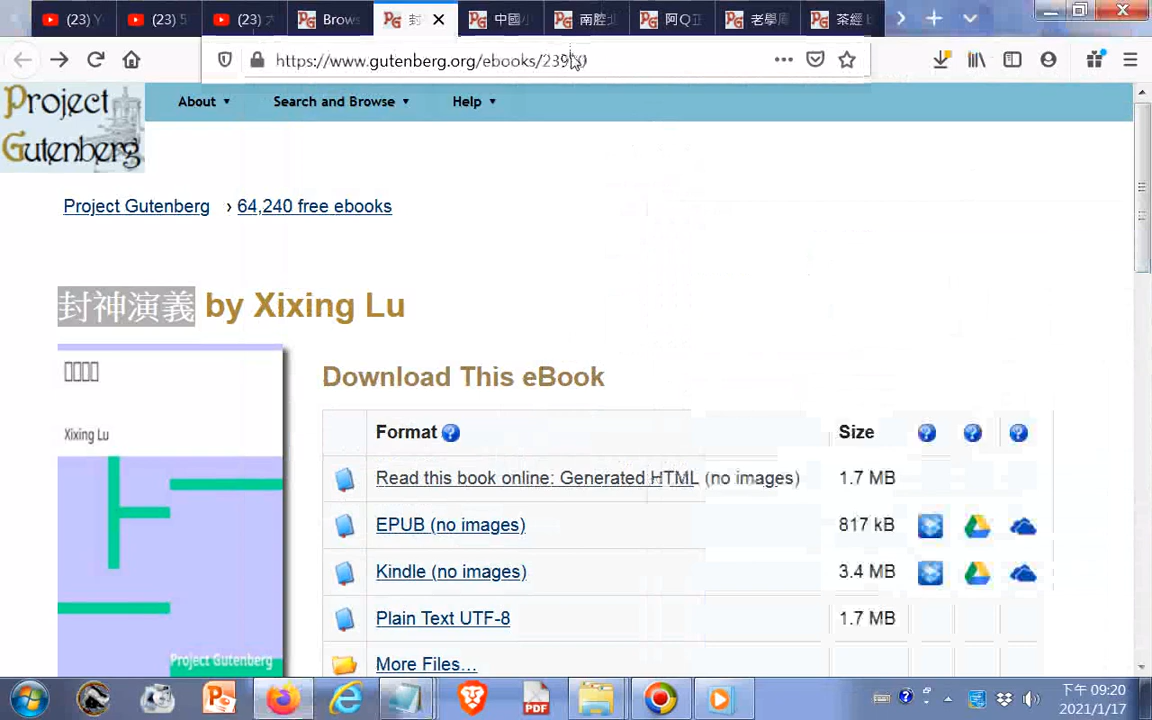 (23) Y
(23) 5
(23)
Brows
封
中國
南腔
阿Q正
老學
茶經
https://www.gutenberg.org/ebooks/239
Project Gutenberg
About
Search and Browse
Help
Project Gutenberg › 64,240 free ebooks
封神演義 by Xixing Lu
Xixing Lu
Project Gutenberg
Download This eBook
Format
Size
Read this book online: Generated HTML (no images)
1.7 MB
EPUB (no images)
817 kB
Kindle (no images)
3.4 MB
Plain Text UTF-8
1.7 MB
More Files…
PDF
下午 09:20
2021/1/17